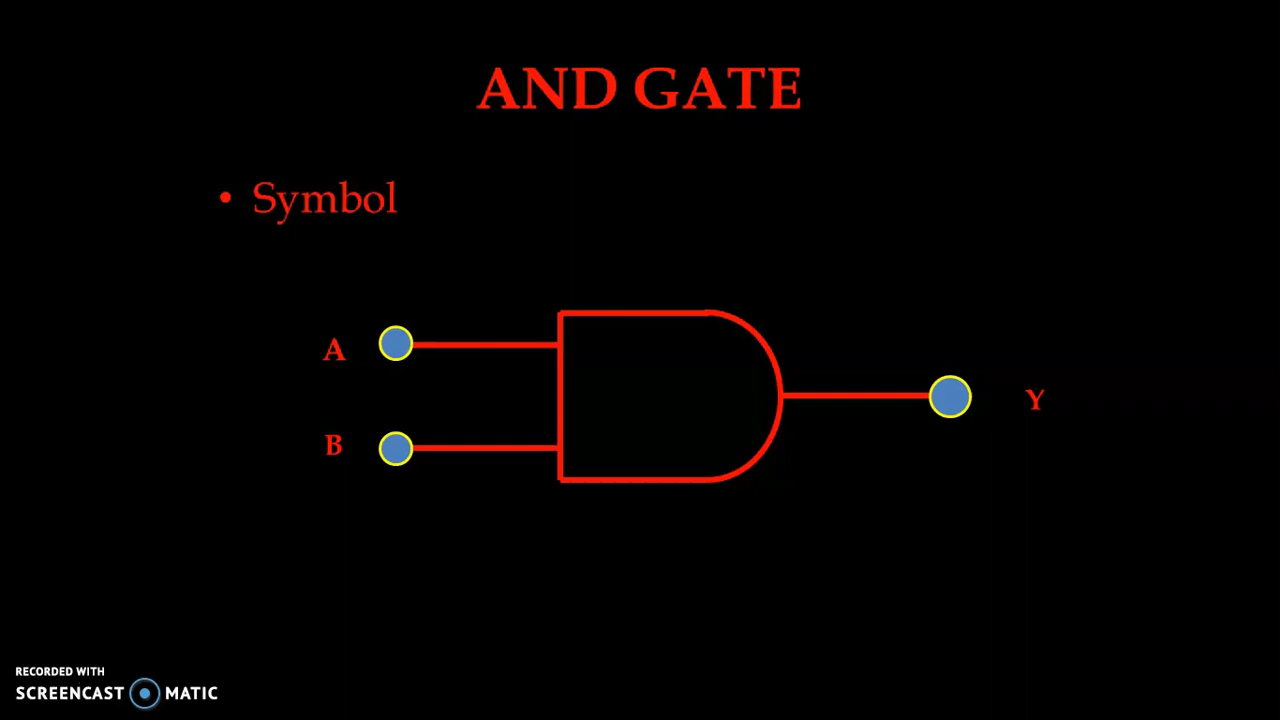 AND GATE
• Symbol
A
B
Y
RECORDED WITH
SCREENCAST MATIC